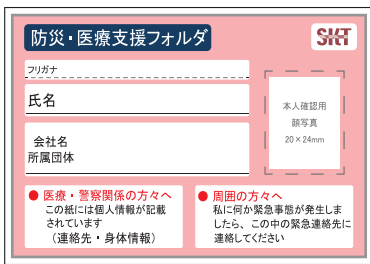 防災・医療支援フォルダ
SKT
フリガナ
氏名
会社名
所属団体
本人確認用
顔写真
20×24mm
● 医療・警察関係の方々へ
この紙には個人情報が記載
されています
（連絡先・身体情報）
● 周囲の方々へ
私に何か緊急事態が発生しま
したら、この中の緊急連絡先に
連絡してください